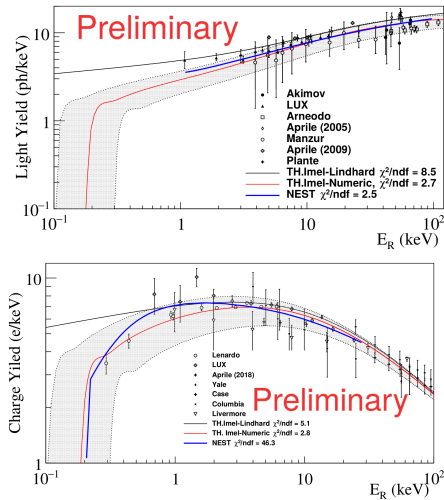 Preliminary
Light Yield (ph/keV)
10
1
10⁻¹
Akimov
LUX
Arneodo
Aprile (2005)
Manzur
Aprile (2009)
Plante
TH.Imel-Lindhard χ²/ndf = 8.5
TH.Imel-Numeric, χ²/ndf = 2.7
NEST χ²/ndf = 2.5
10⁻¹ 1 10 10²
E_R (keV)
Charge Yiled (e/keV)
10
1
Lenardo
LUX
Aprile (2018)
Yale
Case
Columbia
Livermore
TH.Imel-Lindhard χ²/ndf = 5.1
TH.Imel-Numeric χ²/ndf = 2.8
NEST χ²/ndf = 46.3
Preliminary
10⁻¹ 1 10 10²
E_R (keV)